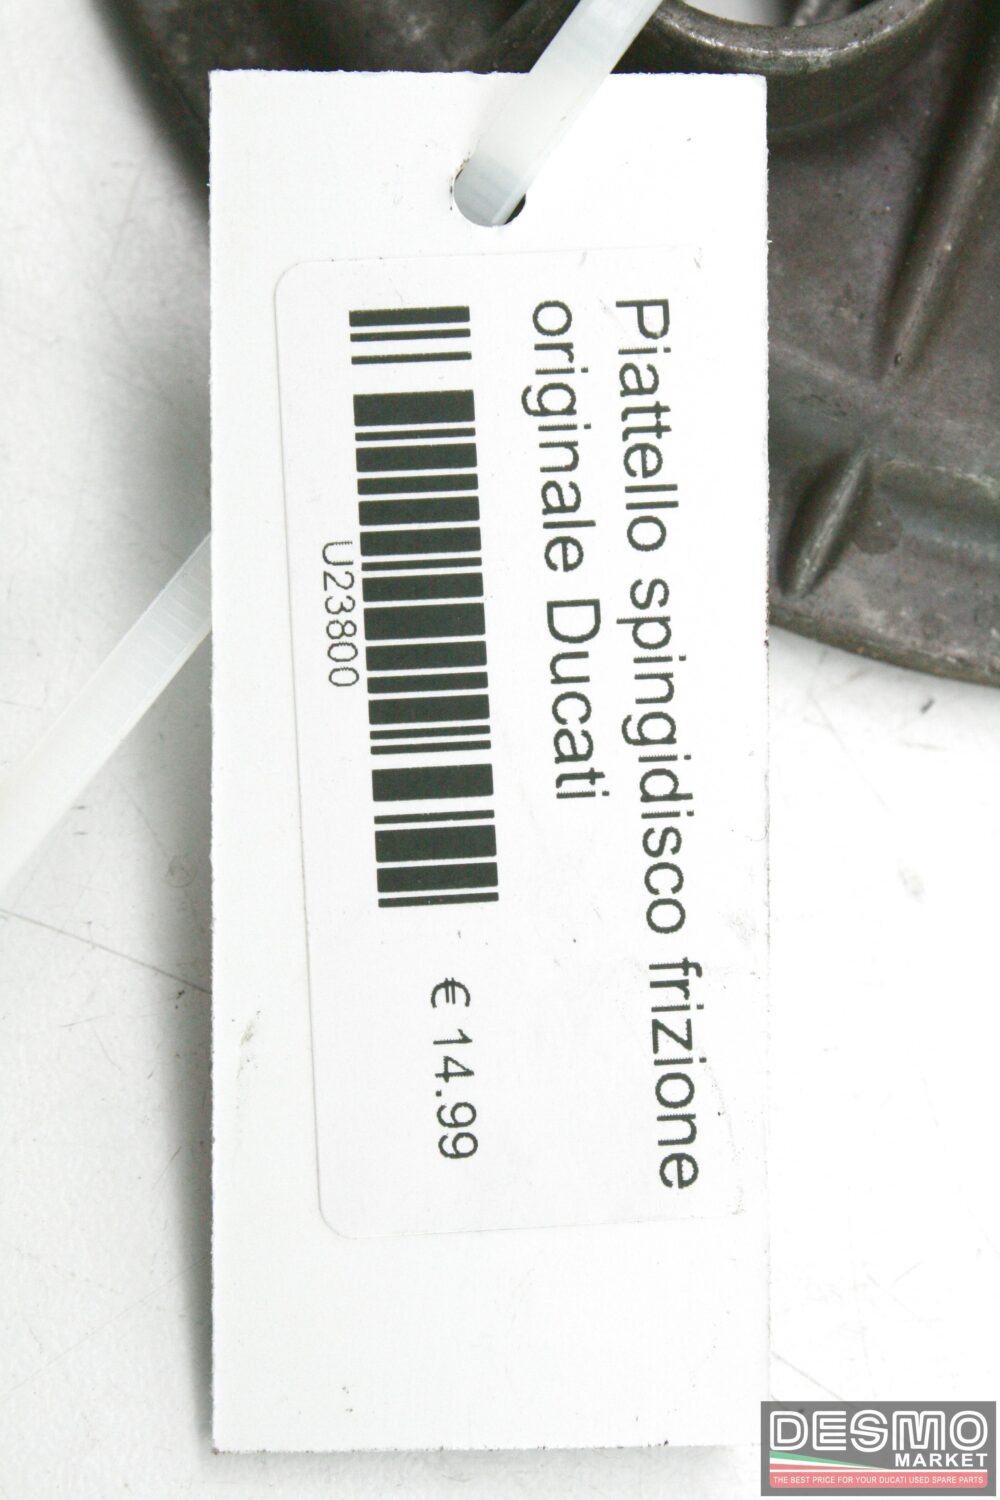 Piattello spingidisco frizione
originale Ducati
U23800
€ 14.99
DESMO
MARKET
THE BEST PRICE FOR YOUR DUCATI USED SPARE PARTS